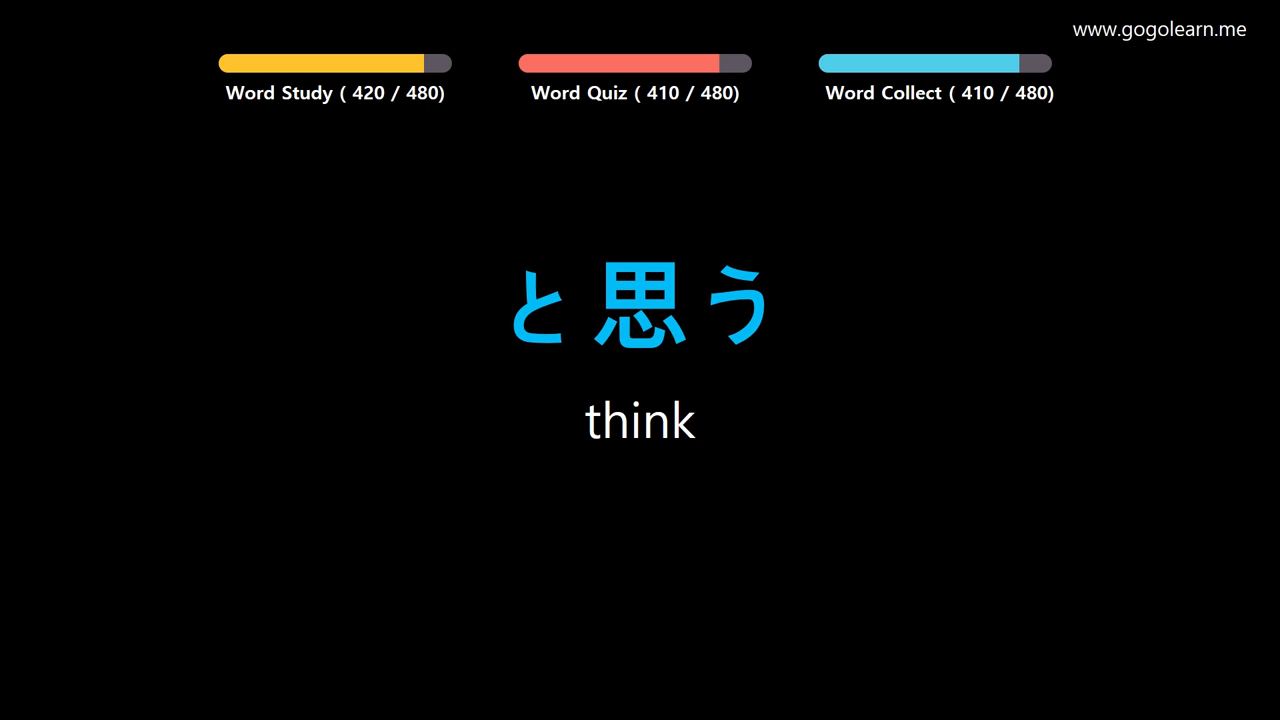 www.gogolearn.me
Word Study ( 420 / 480)
Word Quiz ( 410 / 480)
Word Collect ( 410 / 480)
と思う
think